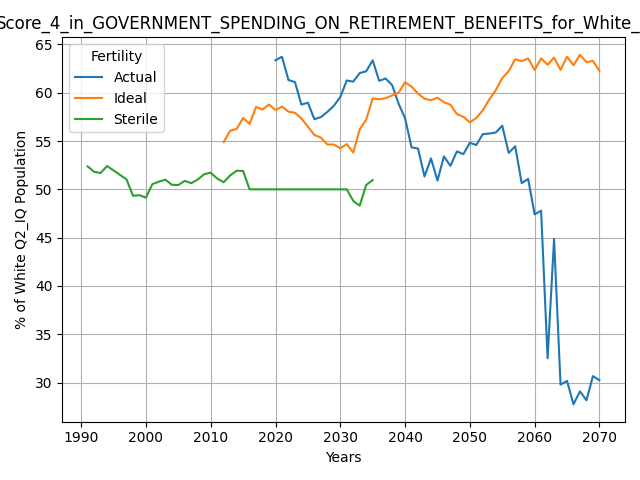 Score_4_in_GOVERNMENT_SPENDING_ON_RETIREMENT_BENEFITS_for_White_
Fertility
Actual
Ideal
Sterile
% of White Q2_IQ Population
65
60
55
50
45
40
35
30
1990
2000
2010
2020
2030
2040
2050
2060
2070
Years